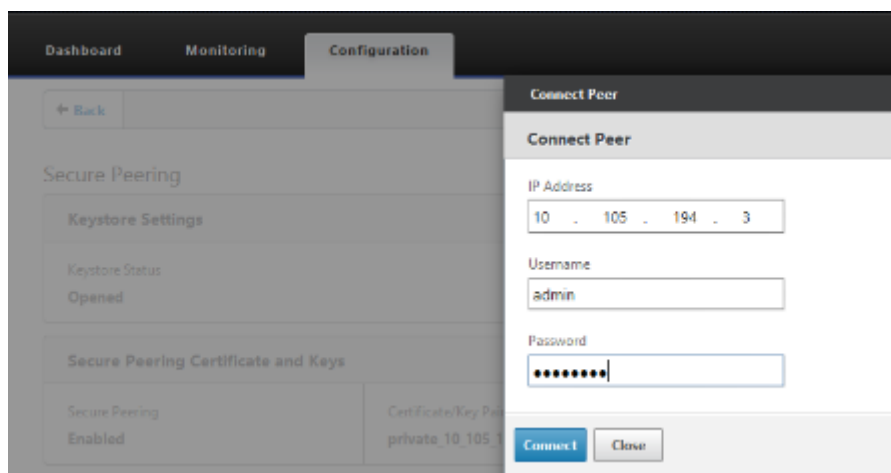 Dashboard Monitoring Configuration
← Back
Secure Peering
Keystore Settings
Keystore Status
Opened
Secure Peering Certificate and Keys
Secure Peering Certificate/Key Pair
Enabled private_10_105_1
Connect Peer
Connect Peer
IP Address
10 . 105 . 194 . 3
Username
admin
Password
••••••••
Connect Close